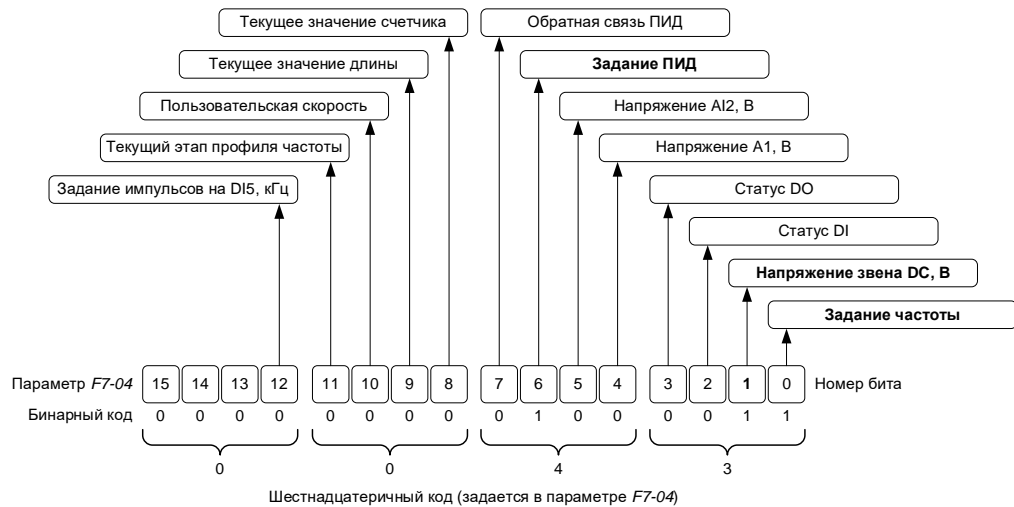 Текущее значение счетчика
Обратная связь ПИД
Текущее значение длины
Задание ПИД
Пользовательская скорость
Напряжение AI2, В
Текущий этап профиля частоты
Напряжение A1, В
Задание импульсов на DI5, кГц
Статус DO
Статус DI
Напряжение звена DC, В
Задание частоты
Параметр F7-04 15 14 13 12 11 10 9 8 7 6 5 4 3 2 1 0 Номер бита
Бинарный код 0 0 0 0 0 0 0 0 0 1 0 0 0 0 1 1
0 0 4 3
Шестнадцатеричный код (задается в параметре F7-04)